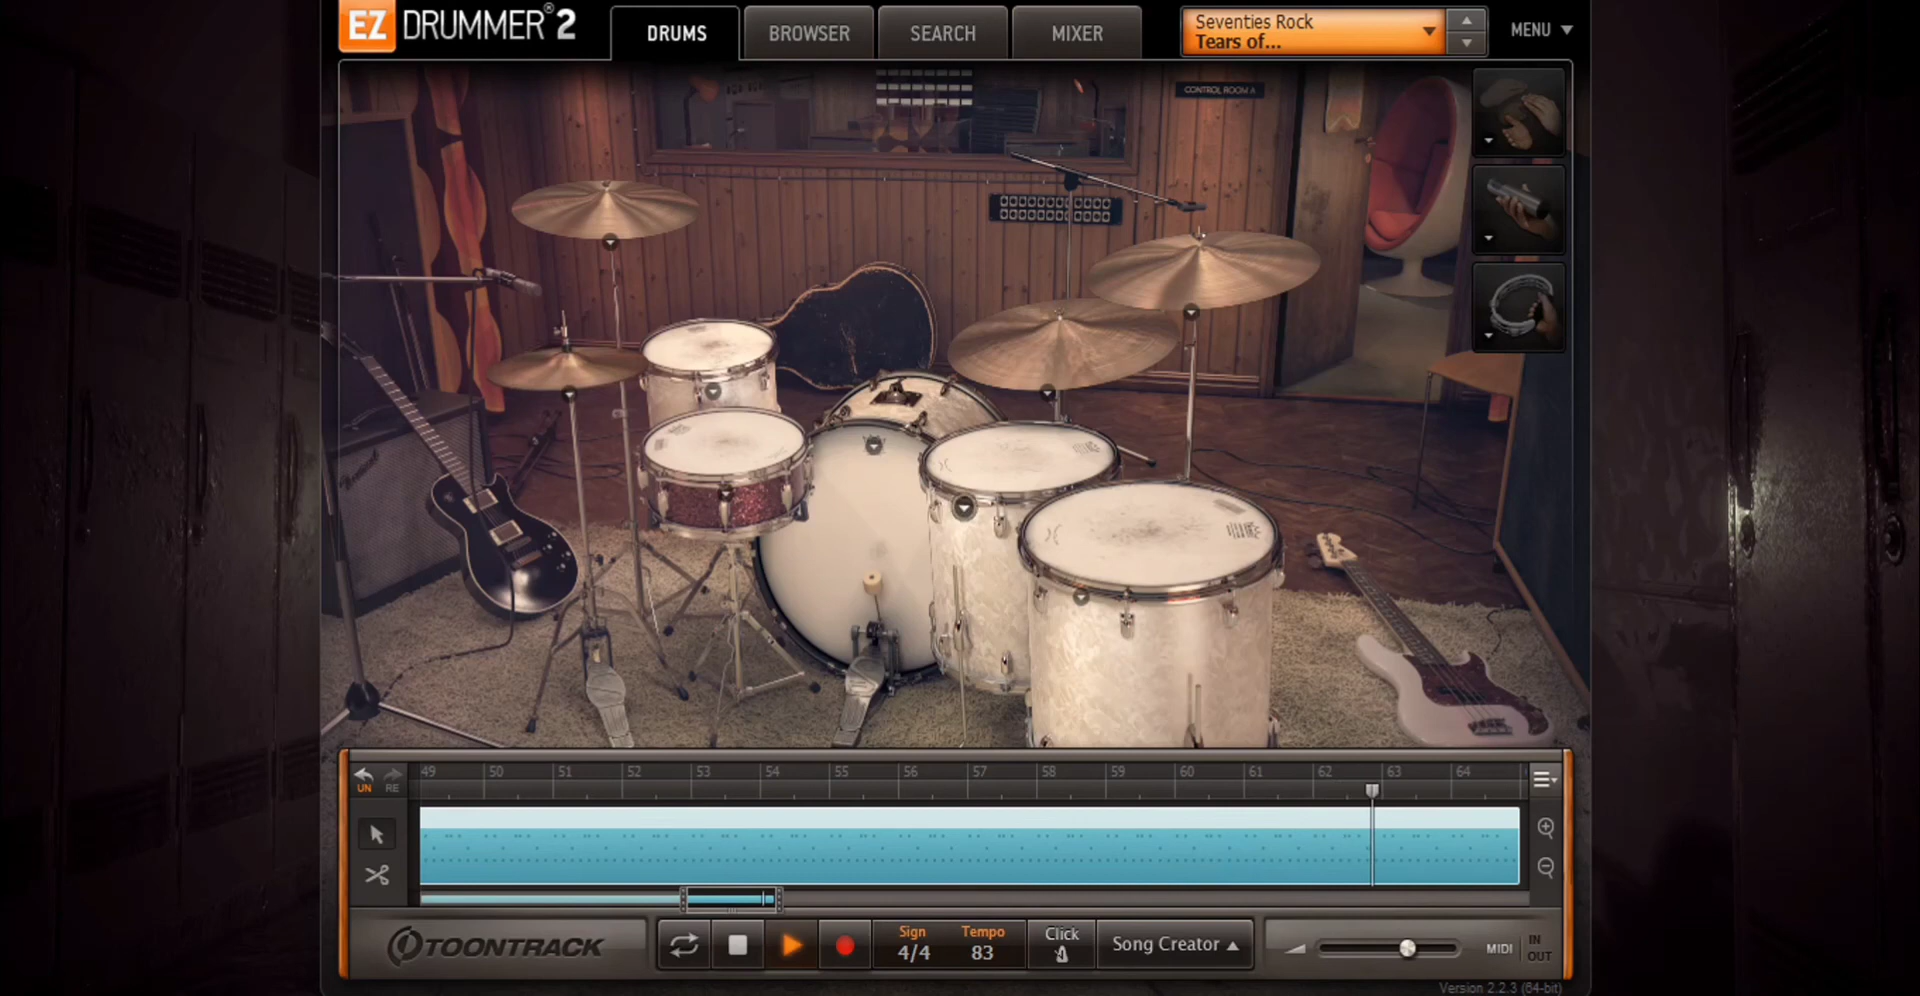 EZ DRUMMER® 2
DRUMS
BROWSER
SEARCH
MIXER
Seventies Rock
Tears of...
MENU
CONTROL ROOM A
49 50 51 52 53 54 55 56 57 58 59 60 61 62 63 64
UN RE
TOONTRACK
Sign
4/4
Tempo
83
Click
Song Creator
MIDI
IN
OUT
Version 2.2.3 (64-bit)